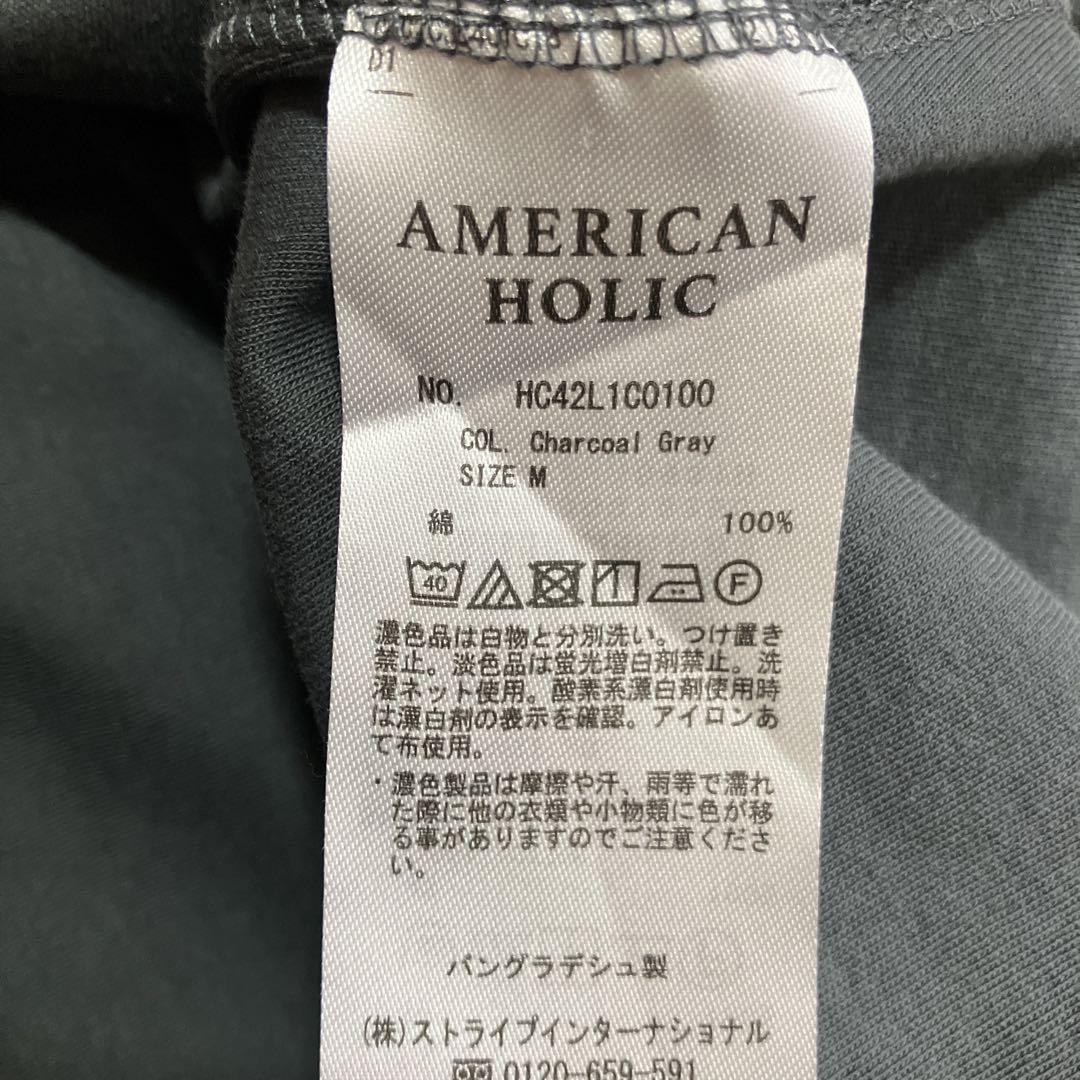 D1
AMERICAN
HOLIC
NO. HC42L1C0100
COL. Charcoal Gray
SIZE M
綿 100%
40 F
濃色品は白物と分別洗い。つけ置き
禁止。淡色品は蛍光増白剤禁止。洗
濯ネット使用。酸素系漂白剤使用時
は漂白剤の表示を確認。アイロンあ
て布使用。
・濃色製品は摩擦や汗、雨等で濡れ
た際に他の衣類や小物類に色が移
る事がありますのでご注意くださ
い。
バングラデシュ製
(株)ストライプインターナショナル
0120-659-591